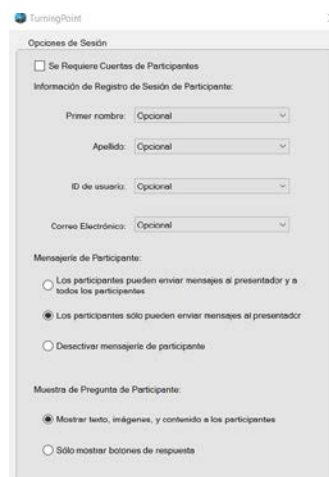 TurningPoint
Opciones de Sesión
Se Requiere Cuentas de Participantes
Información de Registro de Sesión de Participante:
Primer nombre: Opcional
Apellido: Opcional
ID de usuario: Opcional
Correo Electrónico: Opcional
Mensajería de Participante:
Los participantes pueden enviar mensajes al presentador y a
todos los participantes
Los participantes sólo pueden enviar mensajes al presentador
Desactivar mensajería de participante
Muestra de Pregunta de Participante:
Mostrar texto, imágenes, y contenido a los participantes
Sólo mostrar botones de respuesta